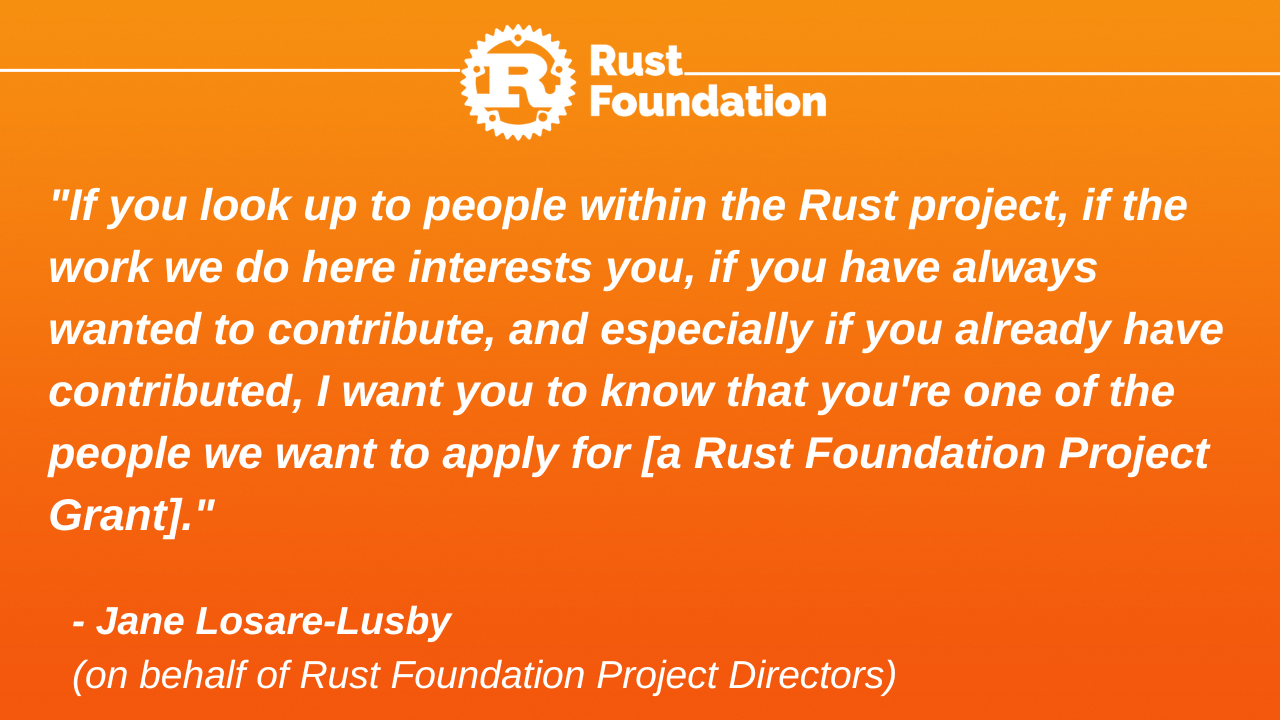 Rust
Foundation
"If you look up to people within the Rust project, if the
work we do here interests you, if you have always
wanted to contribute, and especially if you already have
contributed, I want you to know that you're one of the
people we want to apply for [a Rust Foundation Project
Grant]."
- Jane Losare-Lusby
(on behalf of Rust Foundation Project Directors)